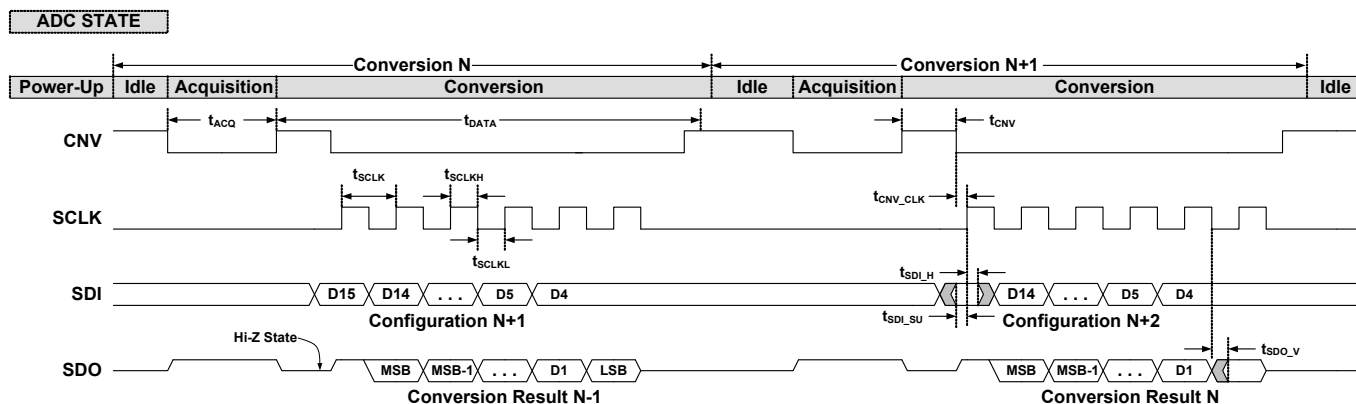 ADC STATE
Conversion N Conversion N+1
Power-Up Idle Acquisition Conversion Idle Acquisition Conversion Idle
CNV tACQ tDATA tCNV
tSCLK tSCLKH
SCLK tCNV_CLK
tSCLKL
tSDI_H
SDI D15 D14 . . . D5 D4 D14 . . . D5 D4
Configuration N+1 tSDI_SU Configuration N+2
Hi-Z State
tSDO_V
SDO MSB MSB-1 . . . D1 LSB MSB MSB-1 . . . D1
Conversion Result N-1 Conversion Result N